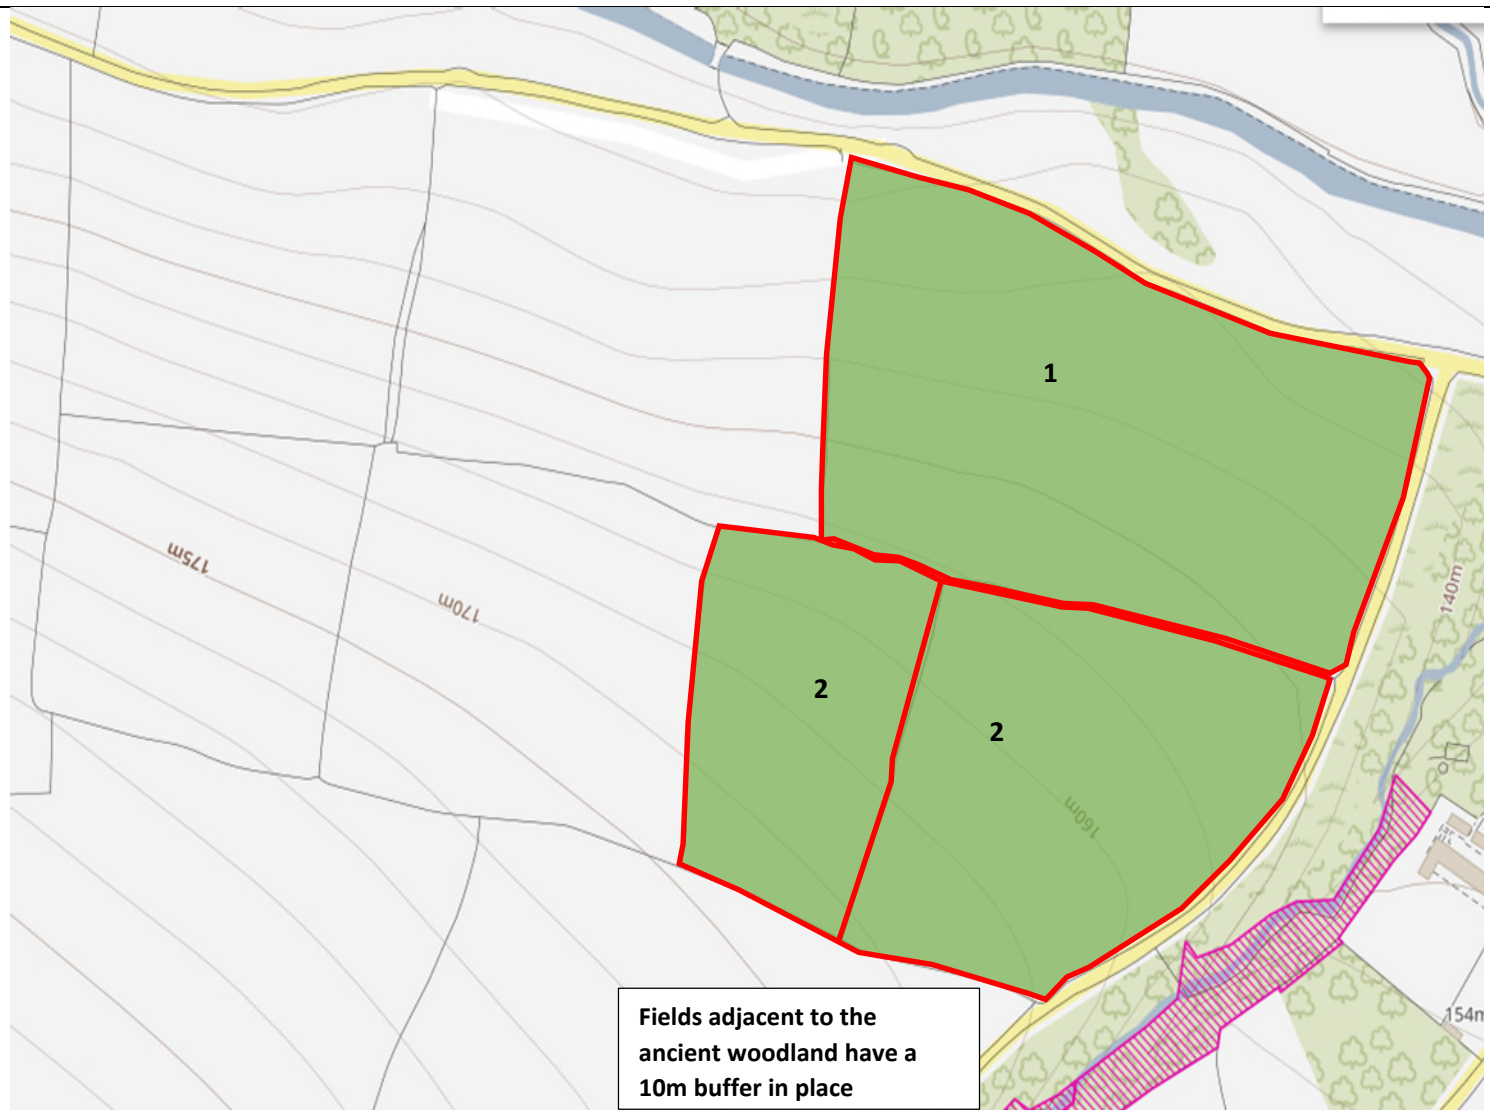 1
140m
175m
170m
2
2
160m
Fields adjacent to the
ancient woodland have a
10m buffer in place
154m